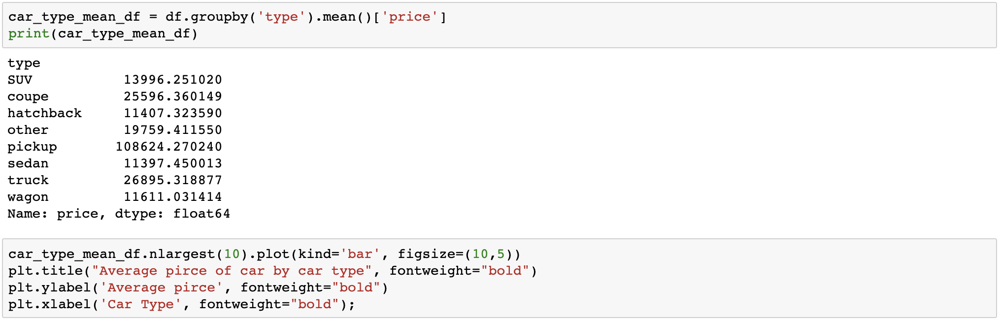 car_type_mean_df = df.groupby('type').mean()['price']
print(car_type_mean_df)
type
SUV           13996.251020
coupe         25596.360149
hatchback     11407.323590
other         19759.411550
pickup       108624.270240
sedan         11397.450013
truck         26895.318877
wagon         11611.031414
Name: price, dtype: float64
car_type_mean_df.nlargest(10).plot(kind='bar', figsize=(10,5))
plt.title("Average pirce of car by car type", fontweight="bold")
plt.ylabel('Average pirce', fontweight="bold")
plt.xlabel('Car Type', fontweight="bold");